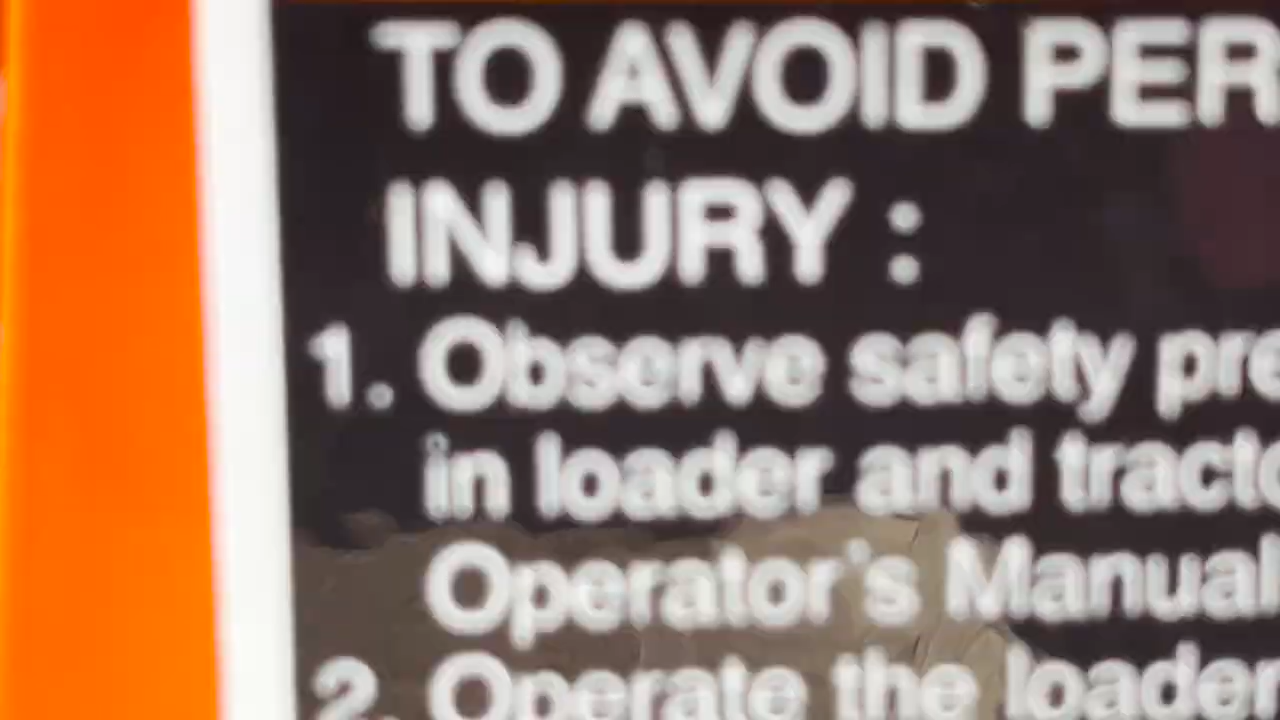 TO AVOID PER
INJURY :
1. Observe safety pre
in loader and tracto
Operator's Manual
2. Operate the loader